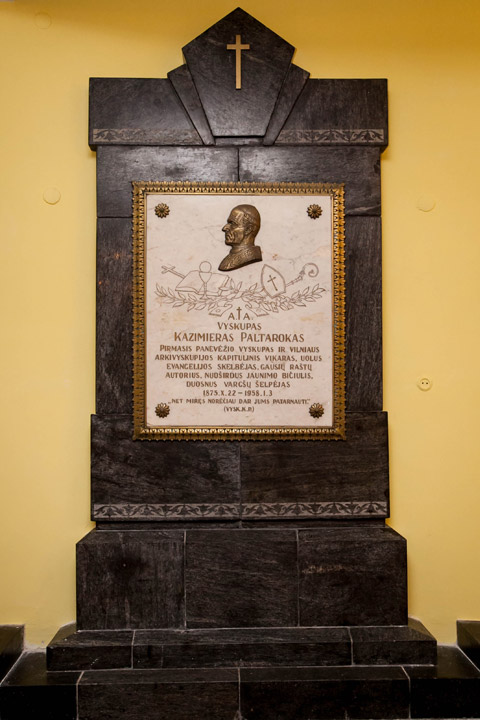 A†A
VYSKUPAS
KAZIMIERAS PALTAROKAS
PIRMASIS PANEVĖŽIO VYSKUPAS IR VILNIAUS
ARKIVYSKUPIJOS KAPITULINIS VIKARAS, UOLUS
EVANGELIJOS SKELBĖJAS, GAUSIŲ RAŠTŲ
AUTORIUS, NUOŠIRDUS JAUNIMO BIČIULIS,
DUOSNUS VARGŠŲ ŠELPĖJAS
1875.X.22 – 1958.I.3
„NET MIRĘS NORĖČIAU DAR JUMS PATARNAUTI.”
(VYSK.K.P.)